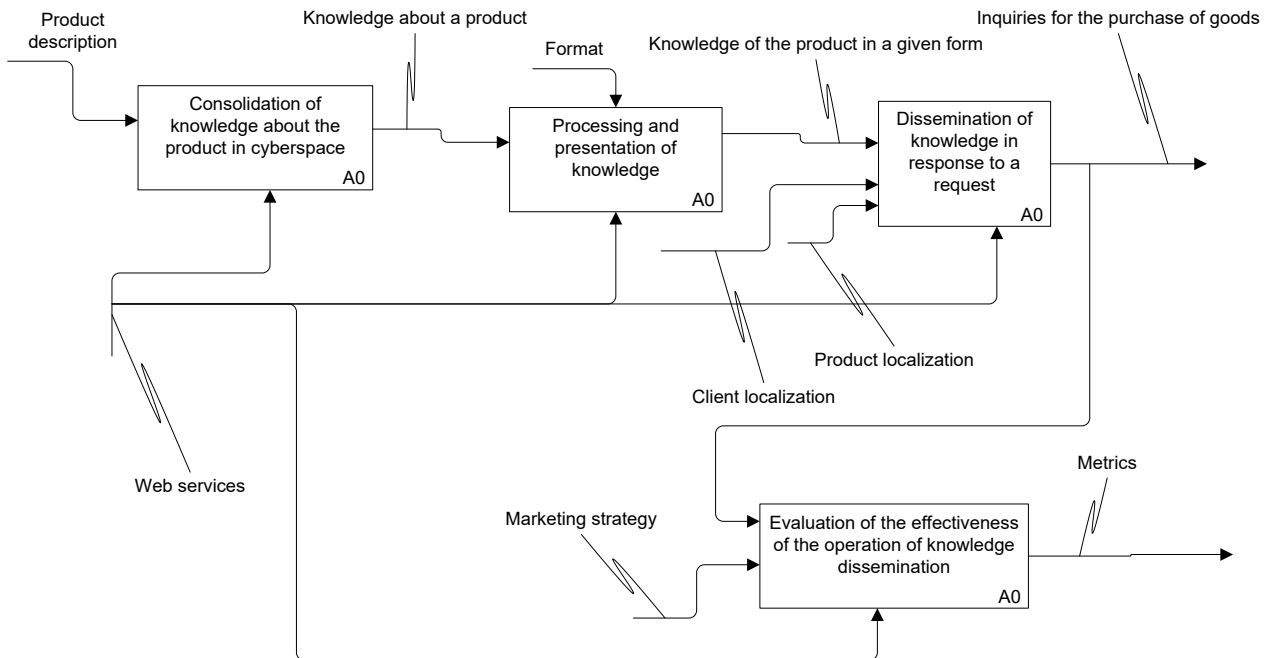 Product
description
Knowledge about a product
Format
Knowledge of the product in a given form
Inquiries for the purchase of goods
Consolidation of
knowledge about the
product in cyberspace
A0
Processing and
presentation of
knowledge
A0
Dissemination of
knowledge in
response to a
request
A0
Product localization
Client localization
Web services
Marketing strategy
Evaluation of the effectiveness
of the operation of knowledge
dissemination
A0
Metrics